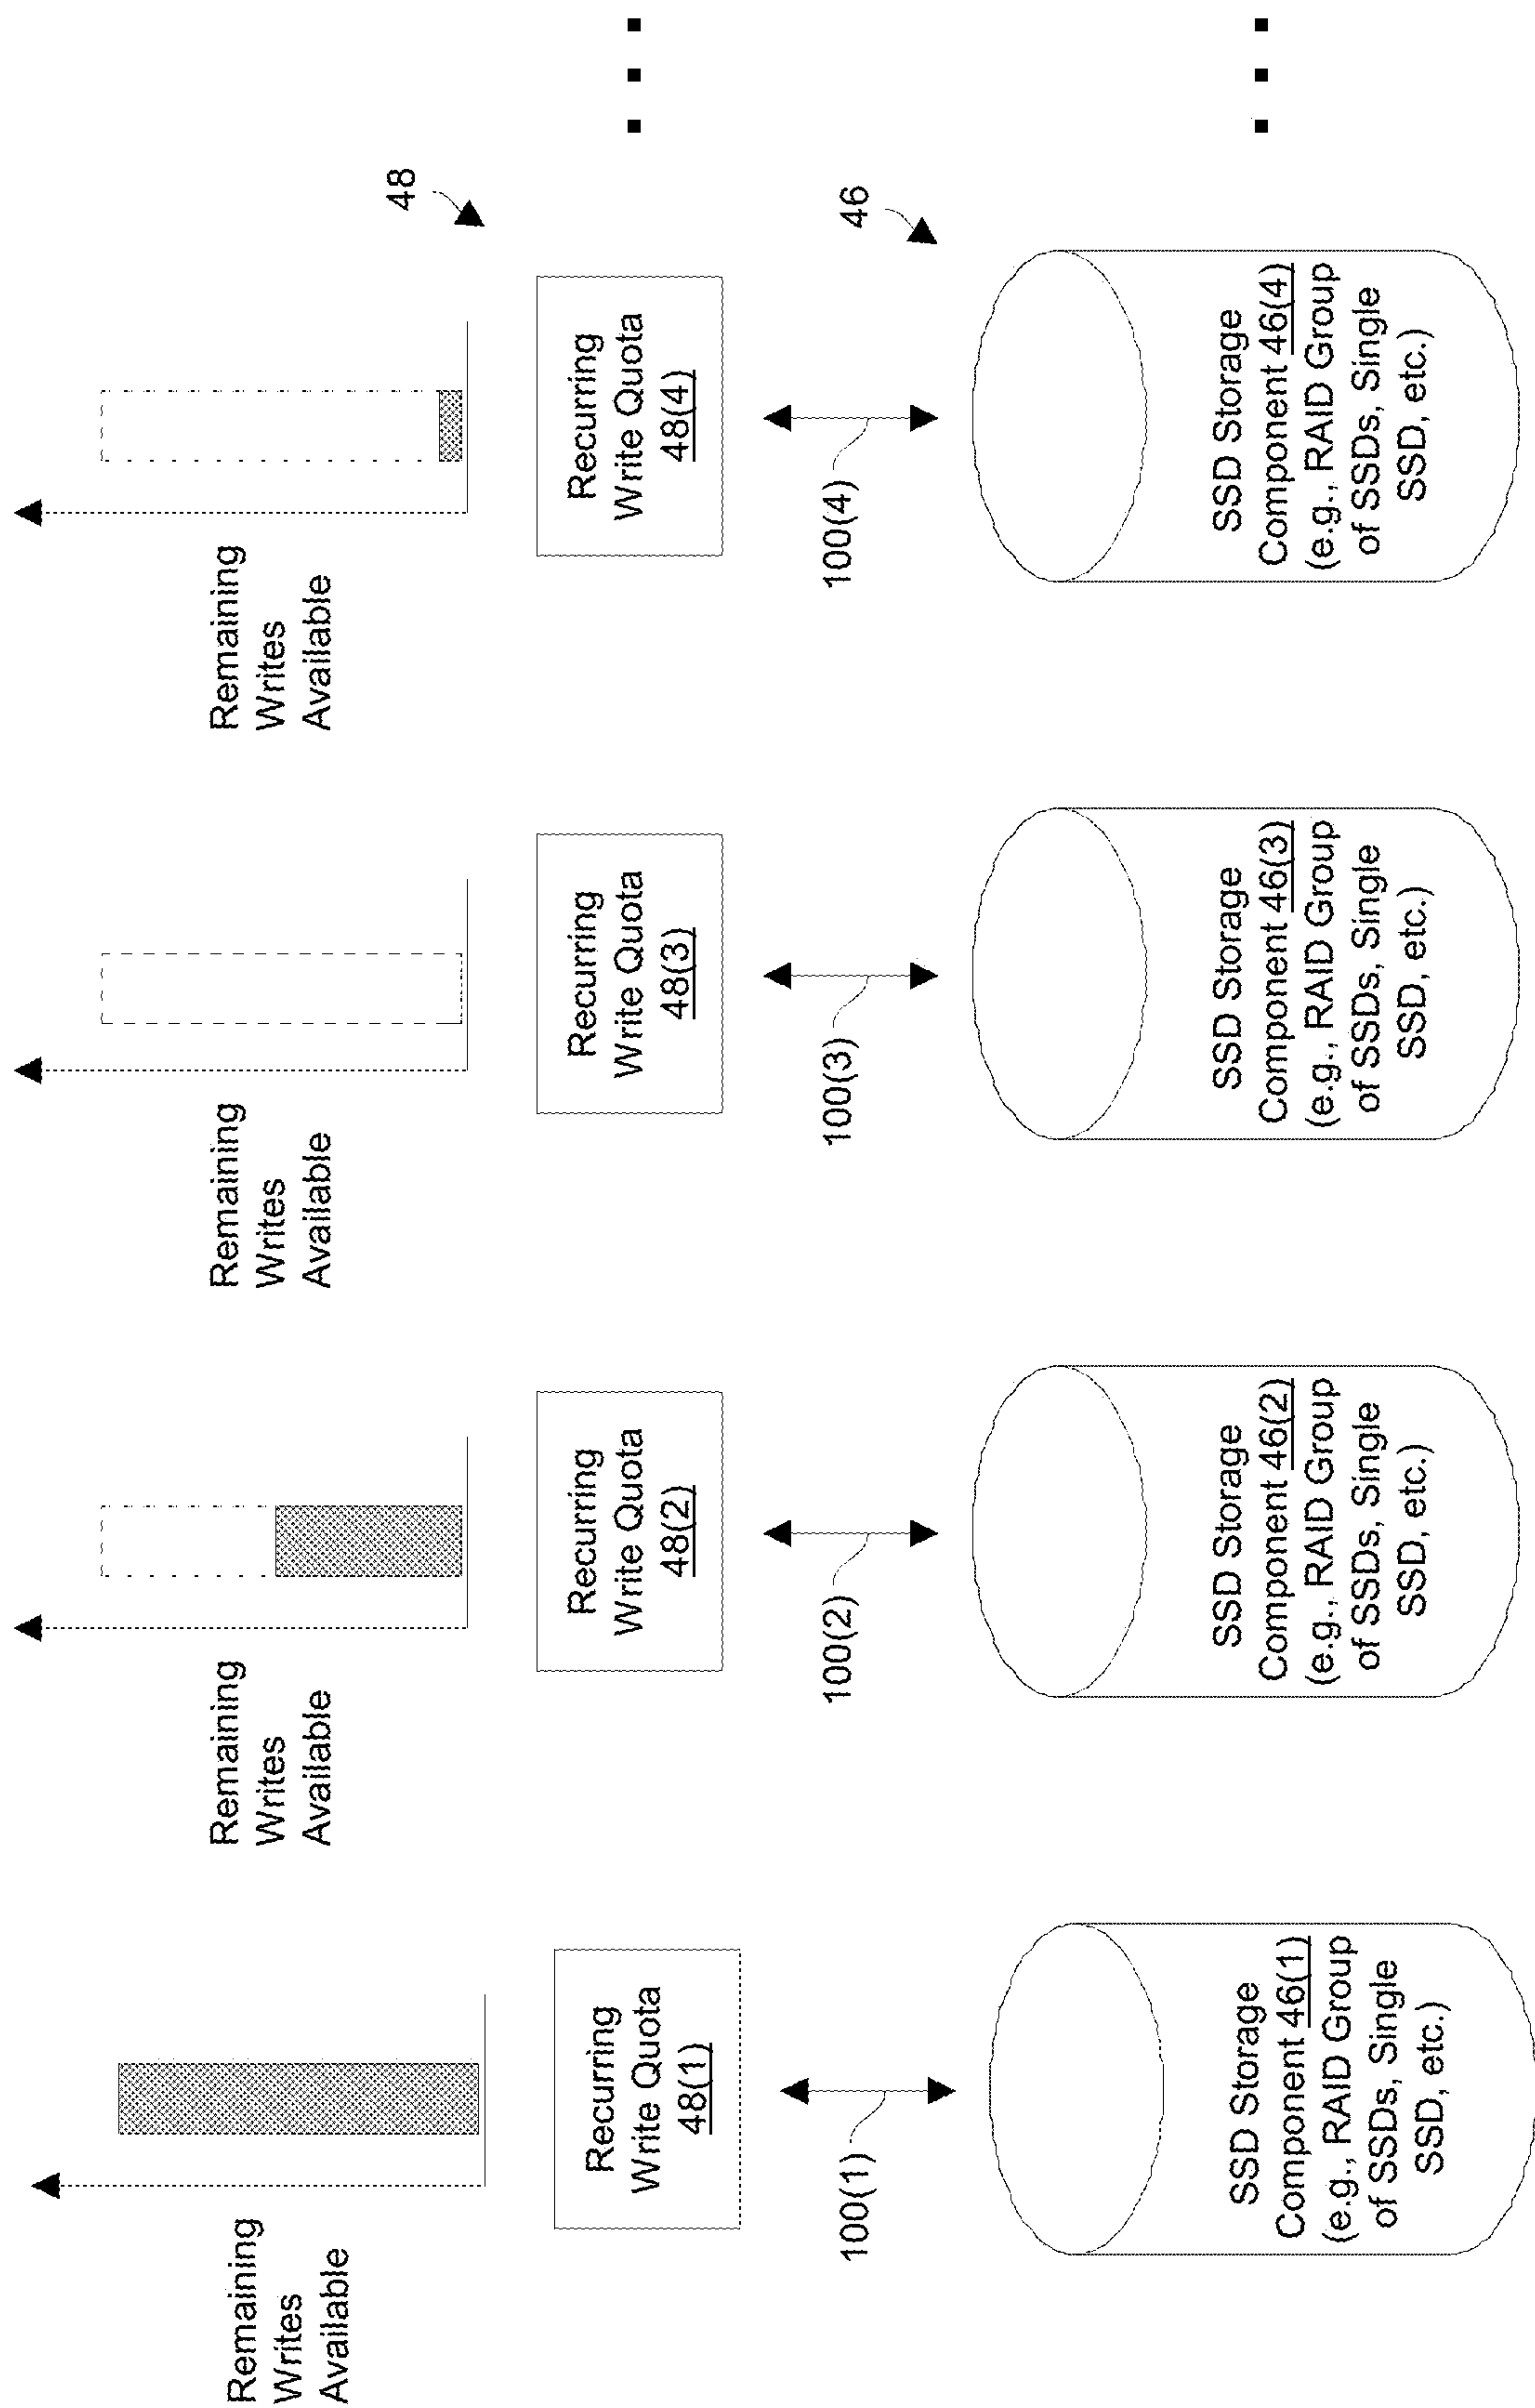 Remaining
Writes
Available
Remaining
Writes
Available
Remaining
Writes
Available
Remaining
Writes
Available
48
Recurring
Write Quota
48(1)
Recurring
Write Quota
48(2)
Recurring
Write Quota
48(3)
Recurring
Write Quota
48(4)
100(1)
100(2)
100(3)
100(4)
46
SSD Storage
Component 46(1)
(e.g., RAID Group
of SSDs, Single
SSD, etc.)
SSD Storage
Component 46(2)
(e.g., RAID Group
of SSDs, Single
SSD, etc.)
SSD Storage
Component 46(3)
(e.g., RAID Group
of SSDs, Single
SSD, etc.)
SSD Storage
Component 46(4)
(e.g., RAID Group
of SSDs, Single
SSD, etc.)